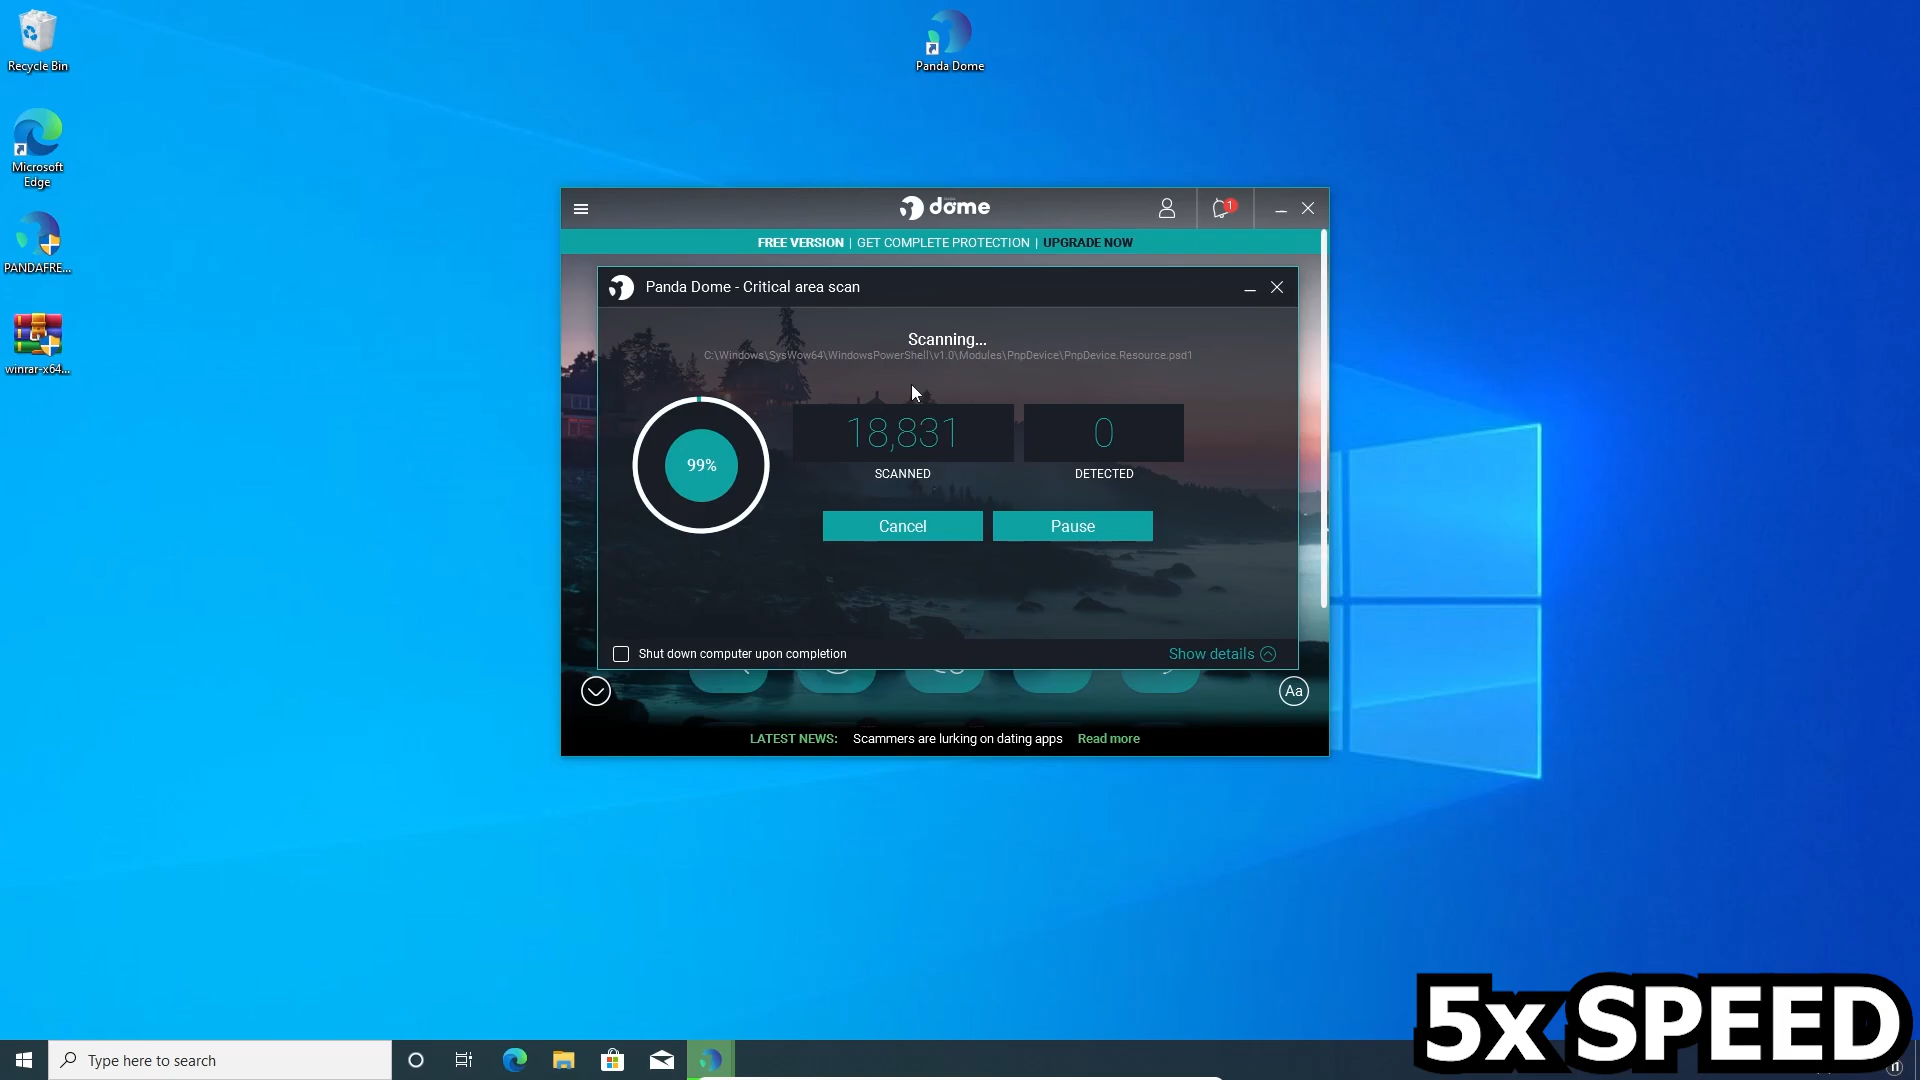 Recycle Bin
Panda Dome
Microsoft
Edge
PANDAFRE...
winrar-x64...
dome
1
FREE VERSION | GET COMPLETE PROTECTION | UPGRADE NOW
Panda Dome - Critical area scan
Scanning...
C:\Windows\SysWow64\WindowsPowerShell\v1.0\Modules\PnpDevice\PnpDevice.Resource.psd1
99%
18,831
0
SCANNED
DETECTED
Cancel
Pause
Shut down computer upon completion
Show details
Aa
LATEST NEWS: Scammers are lurking on dating apps Read more
5x SPEED
Type here to search